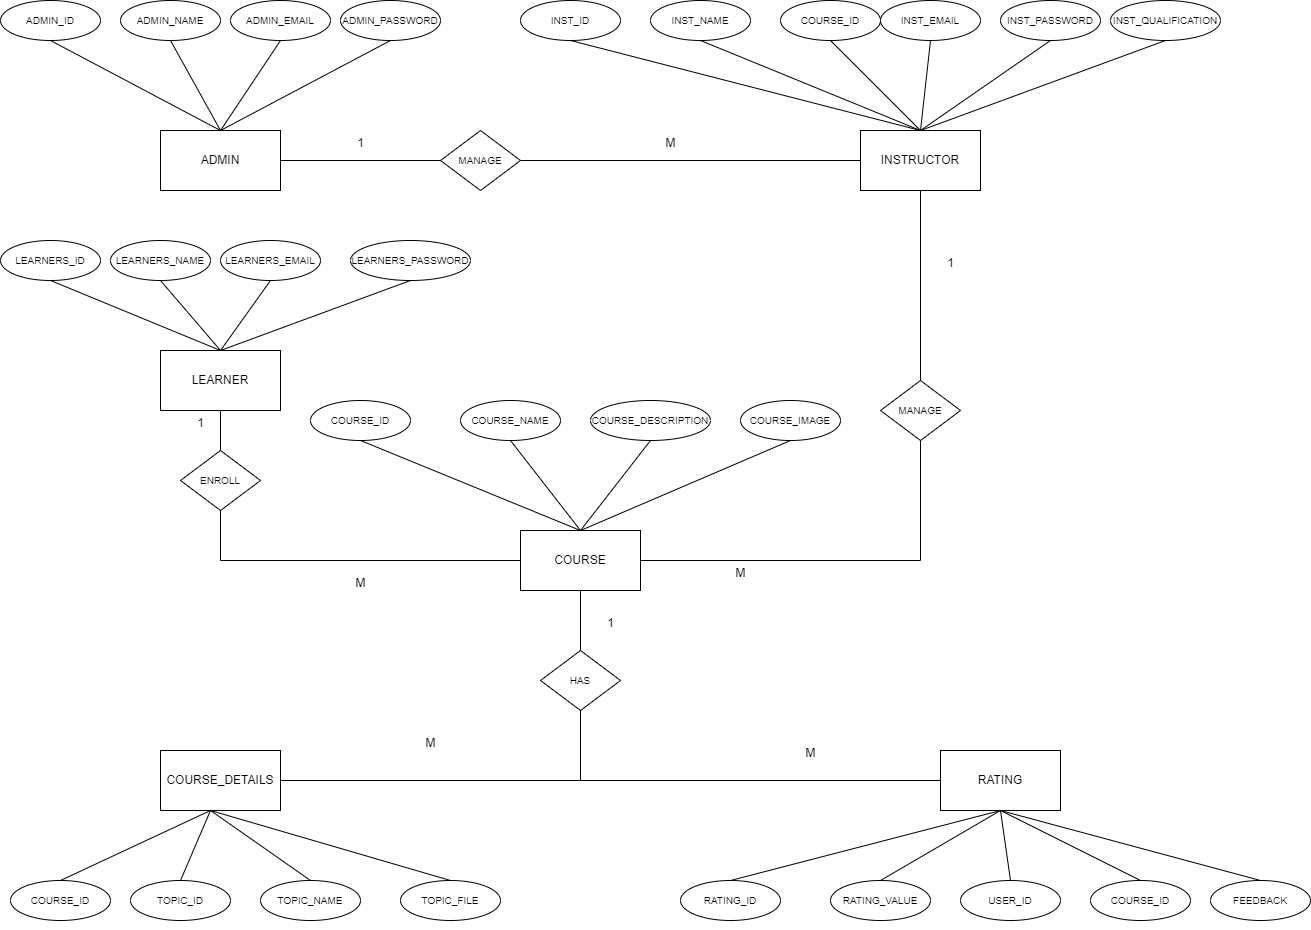 ADMIN_ID
ADMIN_NAME
ADMIN_EMAIL
ADMIN_PASSWORD
INST_ID
INST_NAME
COURSE_ID
INST_EMAIL
INST_PASSWORD
INST_QUALIFICATION
ADMIN
1
MANAGE
M
INSTRUCTOR
LEARNERS_ID
LEARNERS_NAME
LEARNERS_EMAIL
LEARNERS_PASSWORD
1
LEARNER
1
COURSE_ID
COURSE_NAME
COURSE_DESCRIPTION
COURSE_IMAGE
MANAGE
ENROLL
M
COURSE
M
1
HAS
M
M
COURSE_DETAILS
RATING
COURSE_ID
TOPIC_ID
TOPIC_NAME
TOPIC_FILE
RATING_ID
RATING_VALUE
USER_ID
COURSE_ID
FEEDBACK